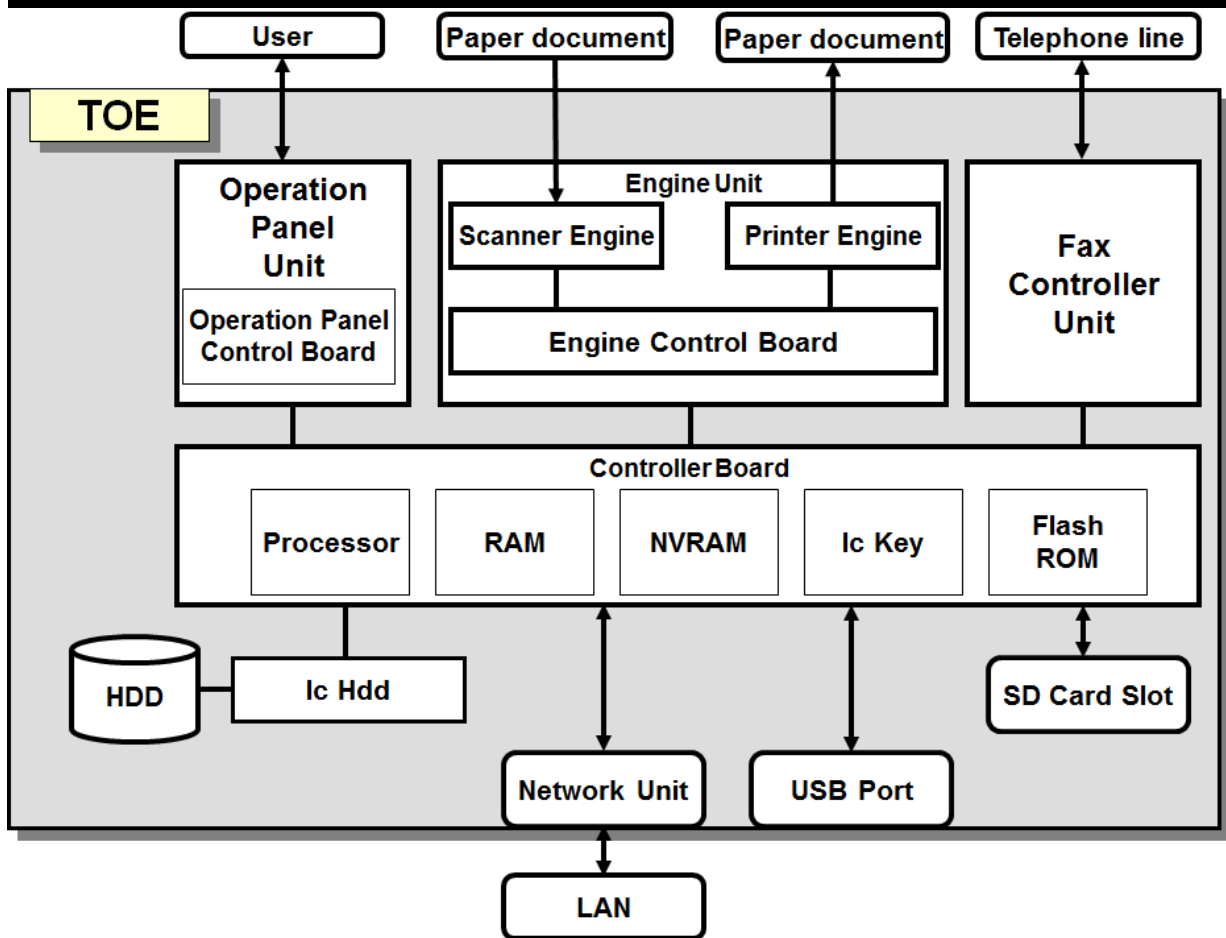 User
Paper document
Paper document
Telephone line
TOE
Operation
Panel
Unit
Operation Panel
Control Board
Engine Unit
Scanner Engine
Printer Engine
Engine Control Board
Fax
Controller
Unit
Controller Board
Processor
RAM
NVRAM
Ic Key
Flash
ROM
HDD
Ic Hdd
SD Card Slot
Network Unit
USB Port
LAN